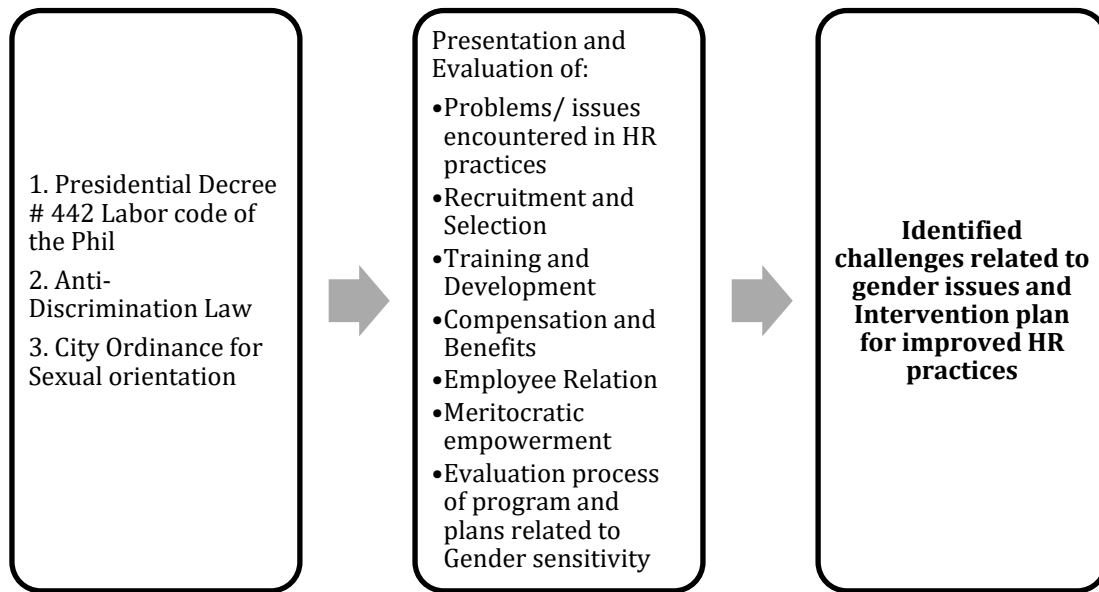 1. Presidential Decree
# 442 Labor code of
the Phil
2. Anti-
Discrimination Law
3. City Ordinance for
Sexual orientation
Presentation and
Evaluation of:
•Problems/ issues
encountered in HR
practices
•Recruitment and
Selection
•Training and
Development
•Compensation and
Benefits
•Employee Relation
•Meritocratic
empowerment
•Evaluation process
of program and
plans related to
Gender sensitivity
Identified
challenges related to
gender issues and
Intervention plan
for improved HR
practices